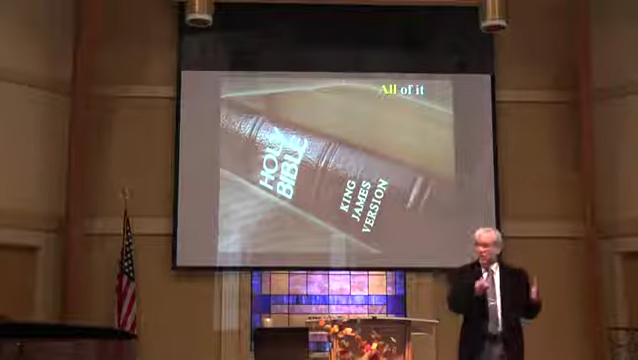 All of it
HOLY
BIBLE
KING
JAMES
VERSION